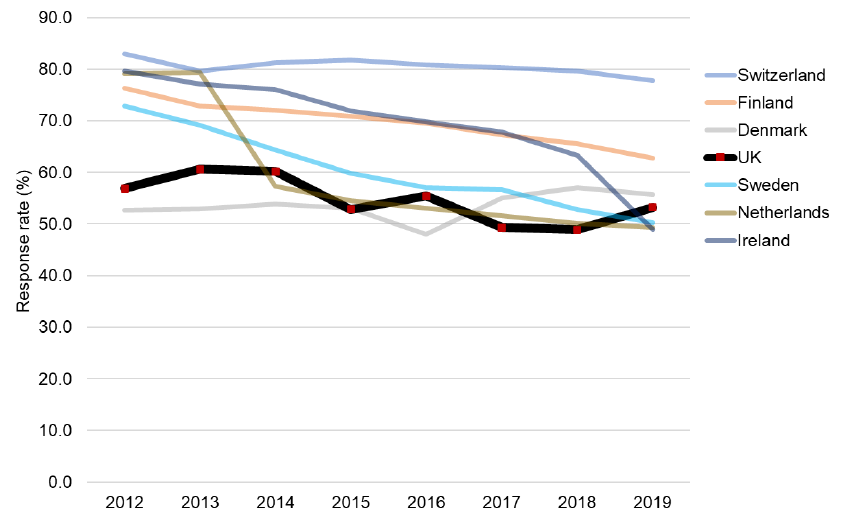 90.0
80.0
70.0
60.0
50.0
40.0
30.0
20.0
10.0
0.0
Response rate (%)
2012 2013 2014 2015 2016 2017 2018 2019
Switzerland
Finland
Denmark
UK
Sweden
Netherlands
Ireland